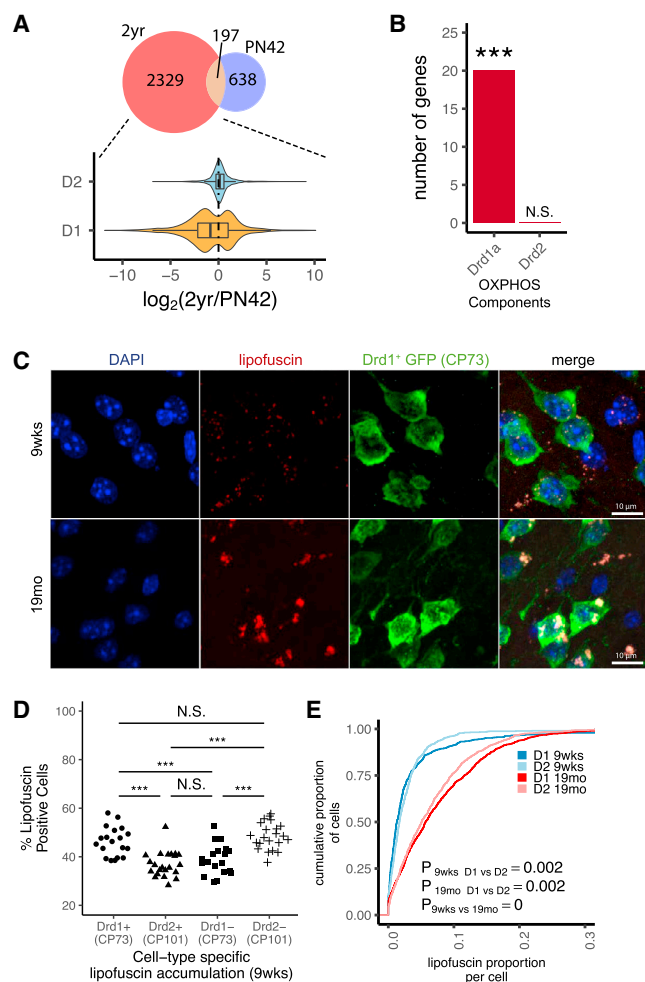 A
2yr
197
PN42
2329
638
D2
D1
−10 −5 0 5 10
log2(2yr/PN42)
B
number of genes
25
20
15
10
5
0
***
N.S.
Drd1a
Drd2
OXPHOS
Components
C
DAPI
lipofuscin
Drd1+ GFP (CP73)
merge
9wks
10 µm
19mo
10 µm
D
% Lipofuscin
Positive Cells
100
80
60
40
20
N.S.
***
***
*** N.S. ***
Drd1+ Drd2+ Drd1− Drd2−
(CP73) (CP101) (CP73) (CP101)
Cell−type specific
lipofuscin accumulation (9wks)
E
cumulative proportion
of cells
1.00
0.75
0.50
0.25
0.00
D1 9wks
D2 9wks
D1 19mo
D2 19mo
P 9wks D1 vs D2 = 0.002
P 19mo D1 vs D2 = 0.002
P 9wks vs 19mo = 0
0.0 0.1 0.2 0.3
lipofuscin proportion
per cell